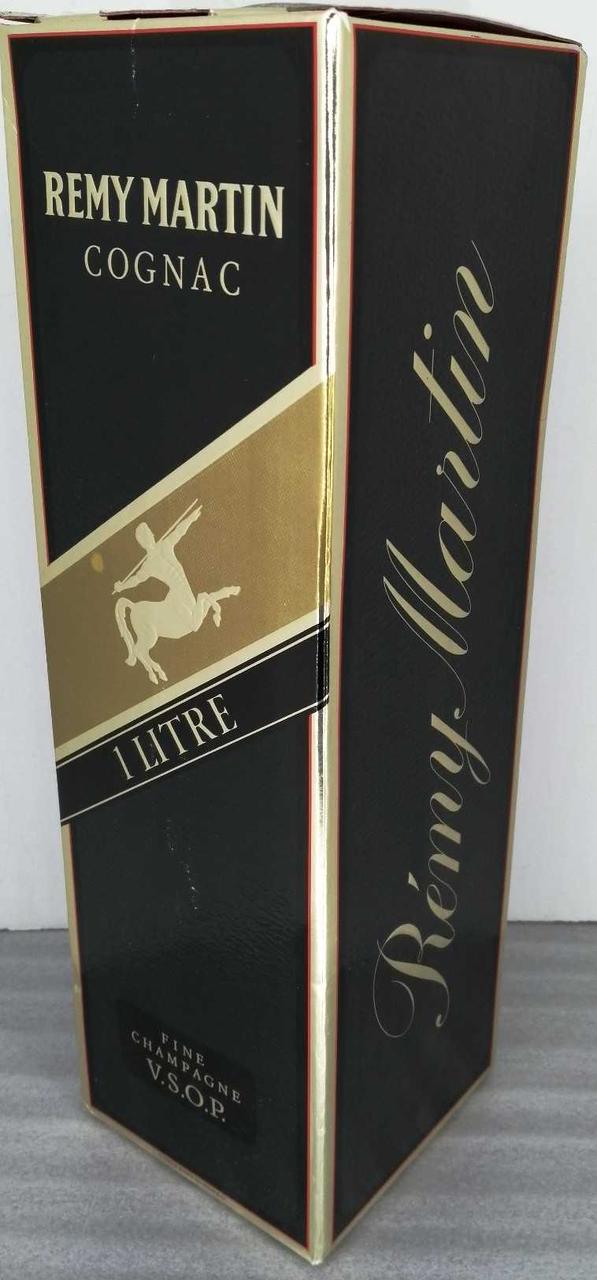 REMY MARTIN
COGNAC
1 LITRE
FINE
CHAMPAGNE
V.S.O.P.
Rémy Martin